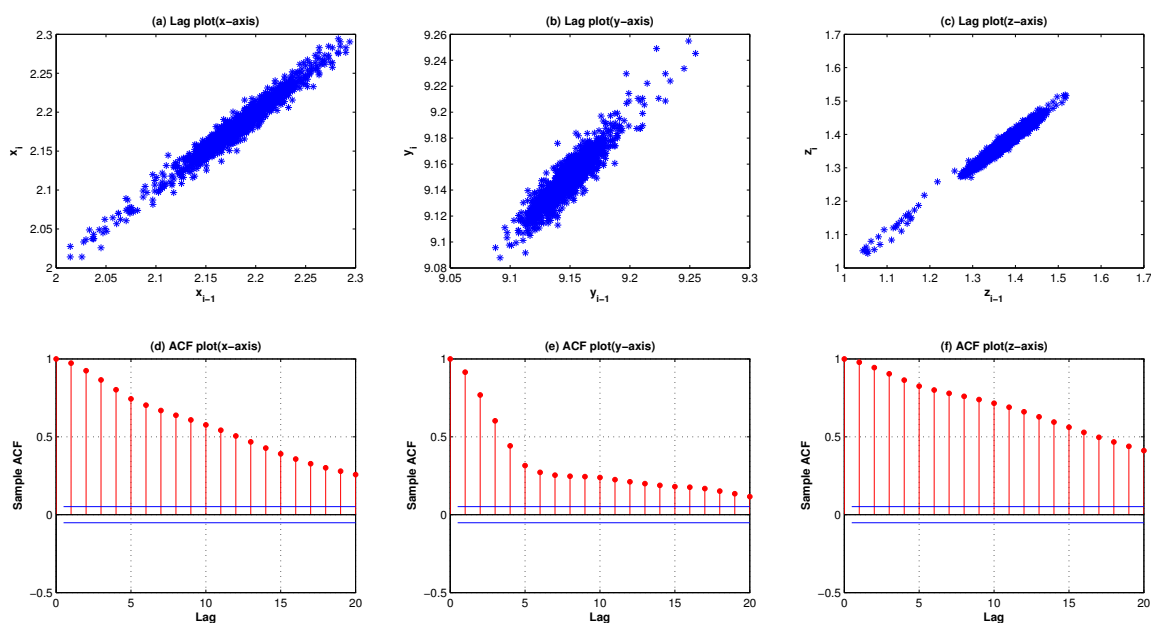 (a) Lag plot(x-axis)
2.3
2.25
2.2
2.15
2.1
2.05
2
x_i
2 2.05 2.1 2.15 2.2 2.25 2.3
x_{i-1}
(b) Lag plot(y-axis)
9.26
9.24
9.22
9.2
9.18
9.16
9.14
9.12
9.1
9.08
y_i
9.05 9.1 9.15 9.2 9.25 9.3
y_{i-1}
(c) Lag plot(z-axis)
1.7
1.6
1.5
1.4
1.3
1.2
1.1
1
z_i
1 1.1 1.2 1.3 1.4 1.5 1.6 1.7
z_{i-1}
(d) ACF plot(x-axis)
1
0.5
0
−0.5
Sample ACF
0 5 10 15 20
Lag
(e) ACF plot(y-axis)
1
0.5
0
−0.5
Sample ACF
0 5 10 15 20
Lag
(f) ACF plot(z-axis)
1
0.5
0
−0.5
Sample ACF
0 5 10 15 20
Lag